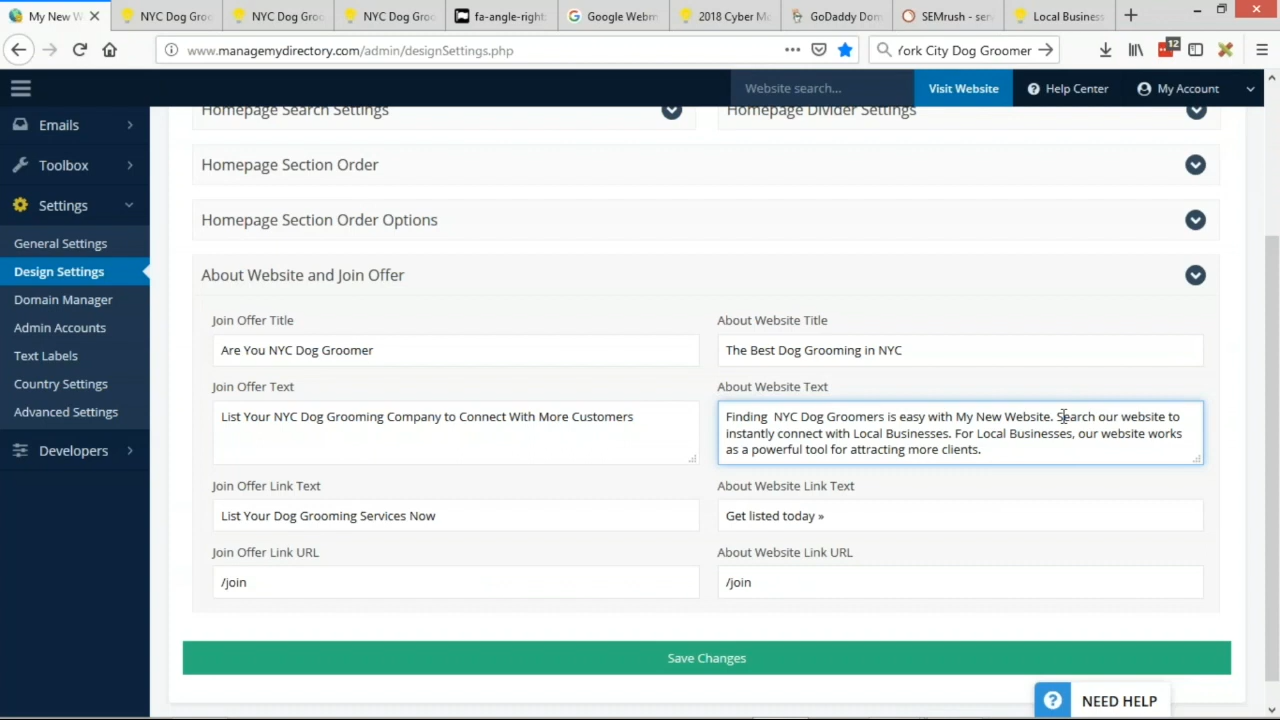 My New W
NYC Dog Groo
NYC Dog Groo
NYC Dog Groo
fa-angle-right
Google Webm
2018 Cyber Mo
GoDaddy Dom
SEMrush - serv
Local Business
www.managemydirectory.com/admin/designSettings.php
York City Dog Groomer
12
Website search...
Visit Website
Help Center
My Account
Emails
Toolbox
Settings
General Settings
Design Settings
Domain Manager
Admin Accounts
Text Labels
Country Settings
Advanced Settings
Developers
Homepage Search Settings
Homepage Divider Settings
Homepage Section Order
Homepage Section Order Options
About Website and Join Offer
Join Offer Title
Are You NYC Dog Groomer
About Website Title
The Best Dog Grooming in NYC
Join Offer Text
List Your NYC Dog Grooming Company to Connect With More Customers
About Website Text
Finding  NYC Dog Groomers is easy with My New Website. Search our website to
instantly connect with Local Businesses. For Local Businesses, our website works
as a powerful tool for attracting more clients.
Join Offer Link Text
List Your Dog Grooming Services Now
About Website Link Text
Get listed today »
Join Offer Link URL
/join
About Website Link URL
/join
Save Changes
? NEED HELP